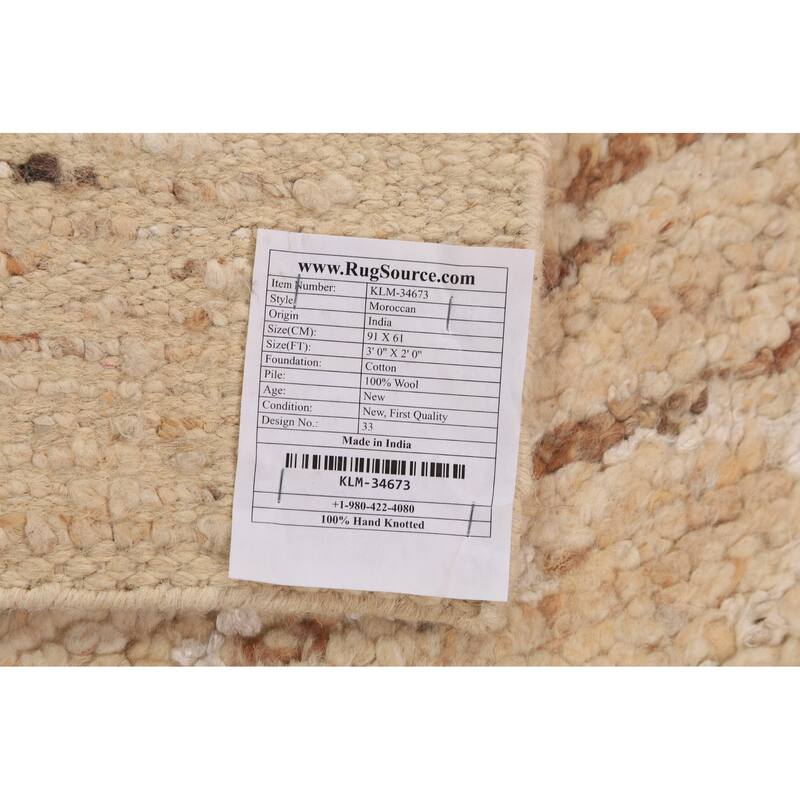 www.RugSource.com
Item Number: KLM-34673
Style: Moroccan
Origin India
Size(CM): 91 X 61
Size(FT): 3' 0" X 2' 0"
Foundation: Cotton
Pile: 100% Wool
Age: New
Condition: New, First Quality
Design No.: 33
Made in India
KLM-34673
+1-980-422-4080
100% Hand Knotted